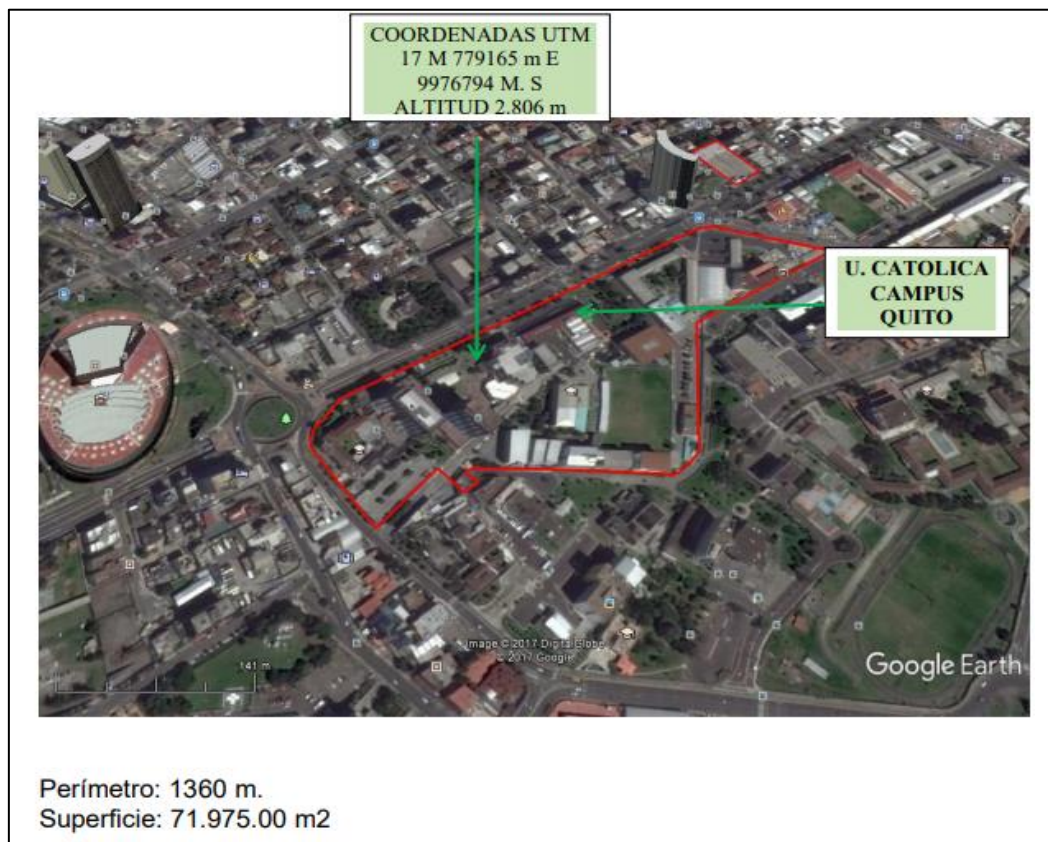 COORDENADAS UTM
17 M 779165 m E
9976794 M. S
ALTITUD 2.806 m
U. CATOLICA
CAMPUS
QUITO
Image © 2017 DigitalGlobe
© 2017 Google
141 m
Google Earth
Perímetro: 1360 m.
Superficie: 71.975.00 m2